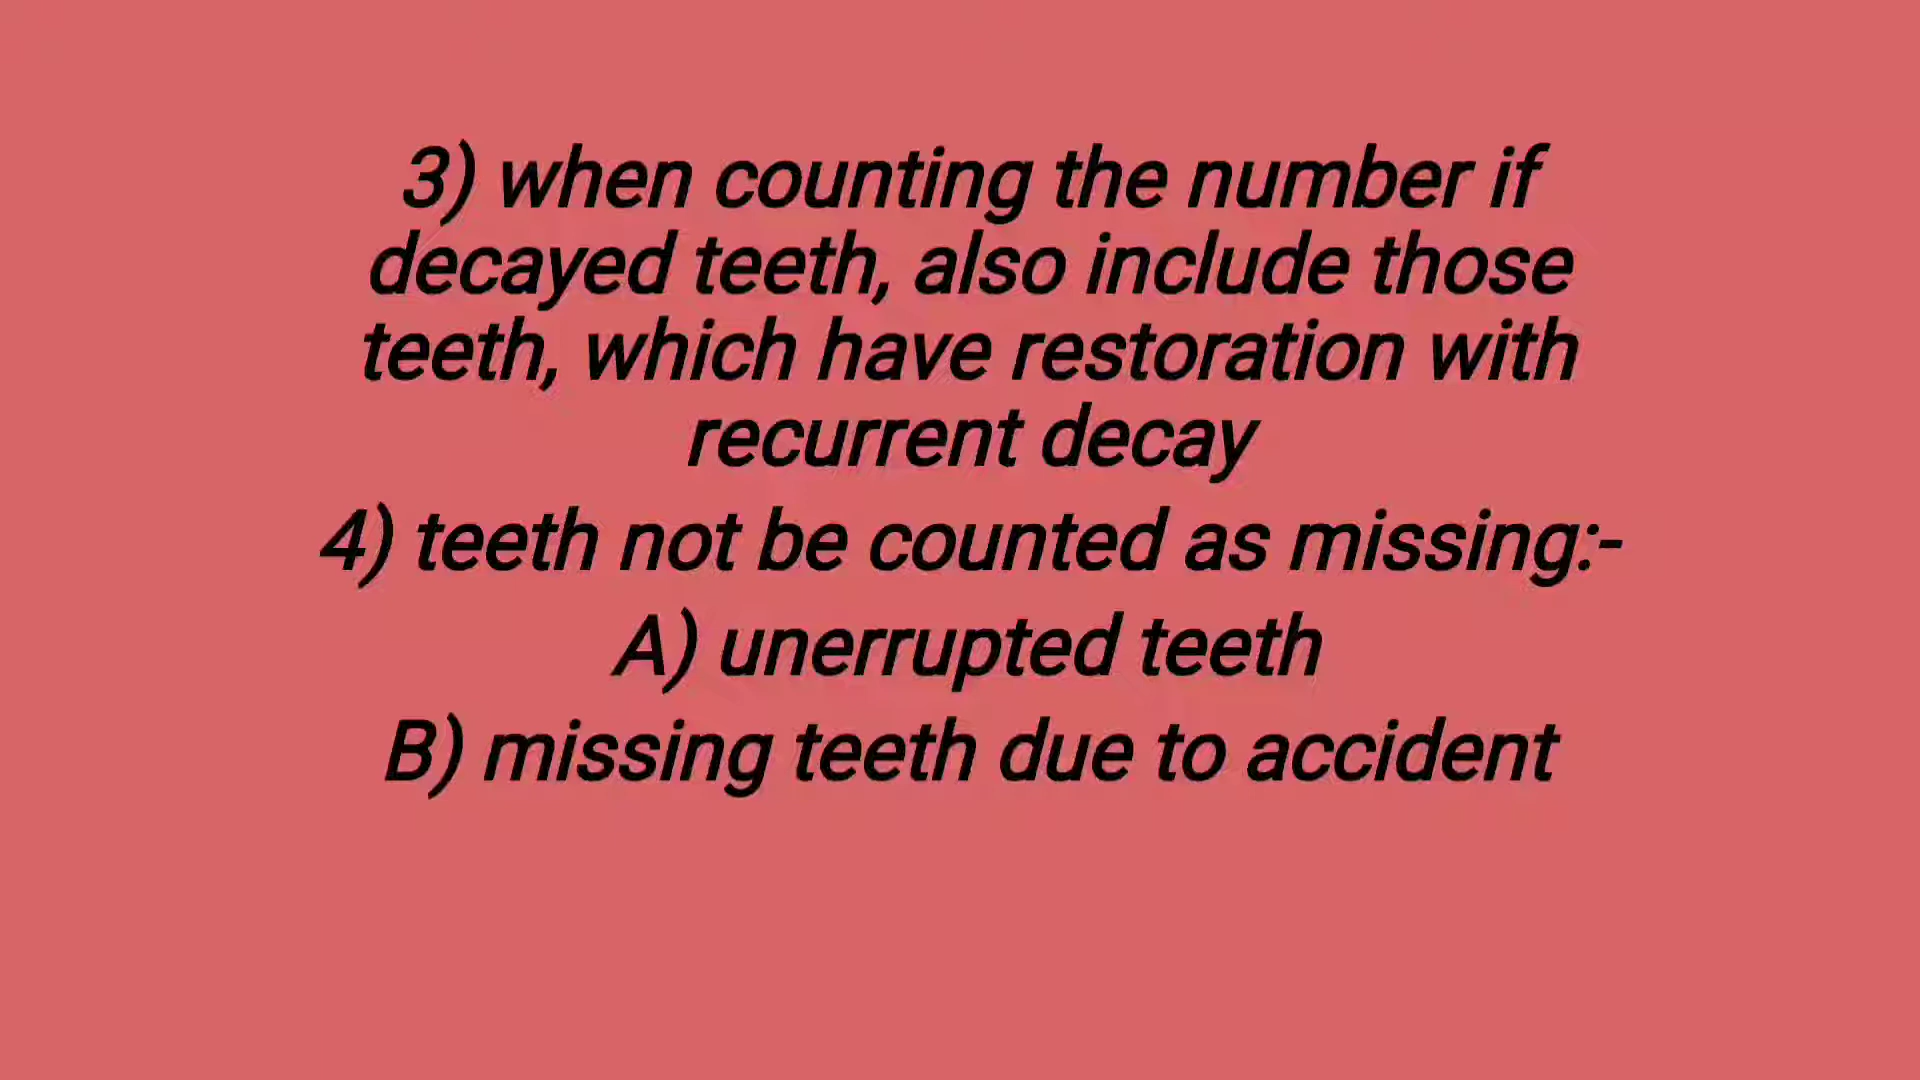 3) when counting the number if
decayed teeth, also include those
teeth, which have restoration with
recurrent decay
4) teeth not be counted as missing:-
A) unerrupted teeth
B) missing teeth due to accident